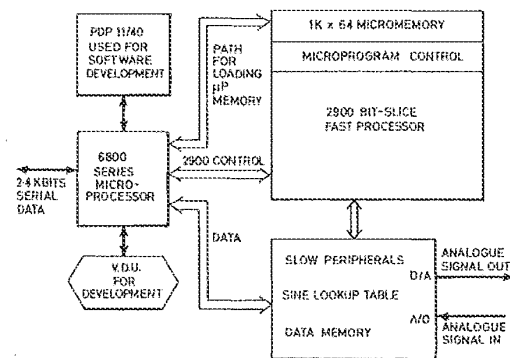 PDP 11/40
USED FOR
SOFTWARE
DEVELOPMENT
PATH
FOR
LOADING
µP
MEMORY
1K x 64 MICROMEMORY
MICROPROGRAM CONTROL
2900 BIT-SLICE
FAST PROCESSOR
6800
SERIES
MICRO-
PROCESSOR
2900 CONTROL
2·4 KBITS
SERIAL
DATA
DATA
V.D.U.
FOR
DEVELOPMENT
SLOW PERIPHERALS
D/A
SINE LOOKUP TABLE
DATA MEMORY
A/D
ANALOGUE
SIGNAL OUT
ANALOGUE
SIGNAL IN